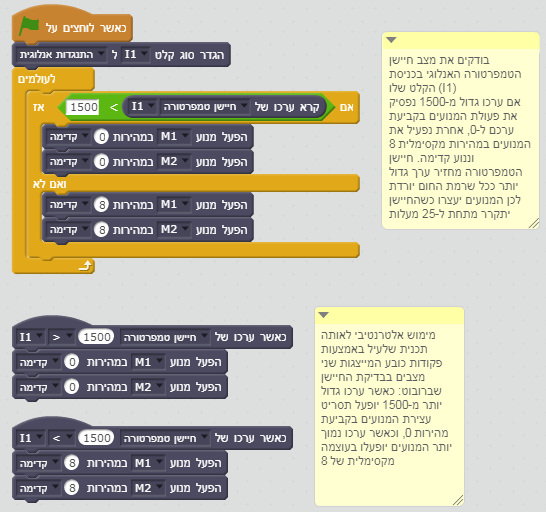 כאשר לוחצים על
הגדר סוג קלט I1 ל התנגדות אנלוגית
לעולמים
אם קרא ערכו של חיישן טמפרטורה I1 > 1500 אז
הפעל מנוע M1 במהירות 0 קדימה
הפעל מנוע M2 במהירות 0 קדימה
ואם לא
הפעל מנוע M1 במהירות 8 קדימה
הפעל מנוע M2 במהירות 8 קדימה
בודקים את מצב חיישן
הטמפרטורה האנלוגי בכניסת
הקלט שלו (I1)
אם ערכו גדול מ-1500 נפסיק
את פעולת המנועים בקביעת
ערכם ל-0, אחרת נפעיל את
המנועים במהירות מקסימלית 8
ונוע קדימה. חיישן
הטמפרטורה מחזיר ערך גדול
יותר ככל שרמת החום יורדת
לכן המנועים יעצרו כשהחיישן
יתקרר מתחת ל-25 מעלות
כאשר ערכו של חיישן טמפרטורה 1500 < I1
הפעל מנוע M1 במהירות 0 קדימה
הפעל מנוע M2 במהירות 0 קדימה
כאשר ערכו של חיישן טמפרטורה 1500 > I1
הפעל מנוע M1 במהירות 8 קדימה
הפעל מנוע M2 במהירות 8 קדימה
מימוש אלטרנטיבי לאותה
תכנית שלעיל באמצעות
פקודות כובע המייצגות שני
מצבים בבדיקת החיישן
שברובוט: כאשר ערכו גדול
יותר מ-1500 יופעל תסריט
עצירת המנועים בקביעת
מהירות 0, וכאשר ערכו נמוך
יותר המנועים יופעלו בעוצמה
מקסימלית של 8